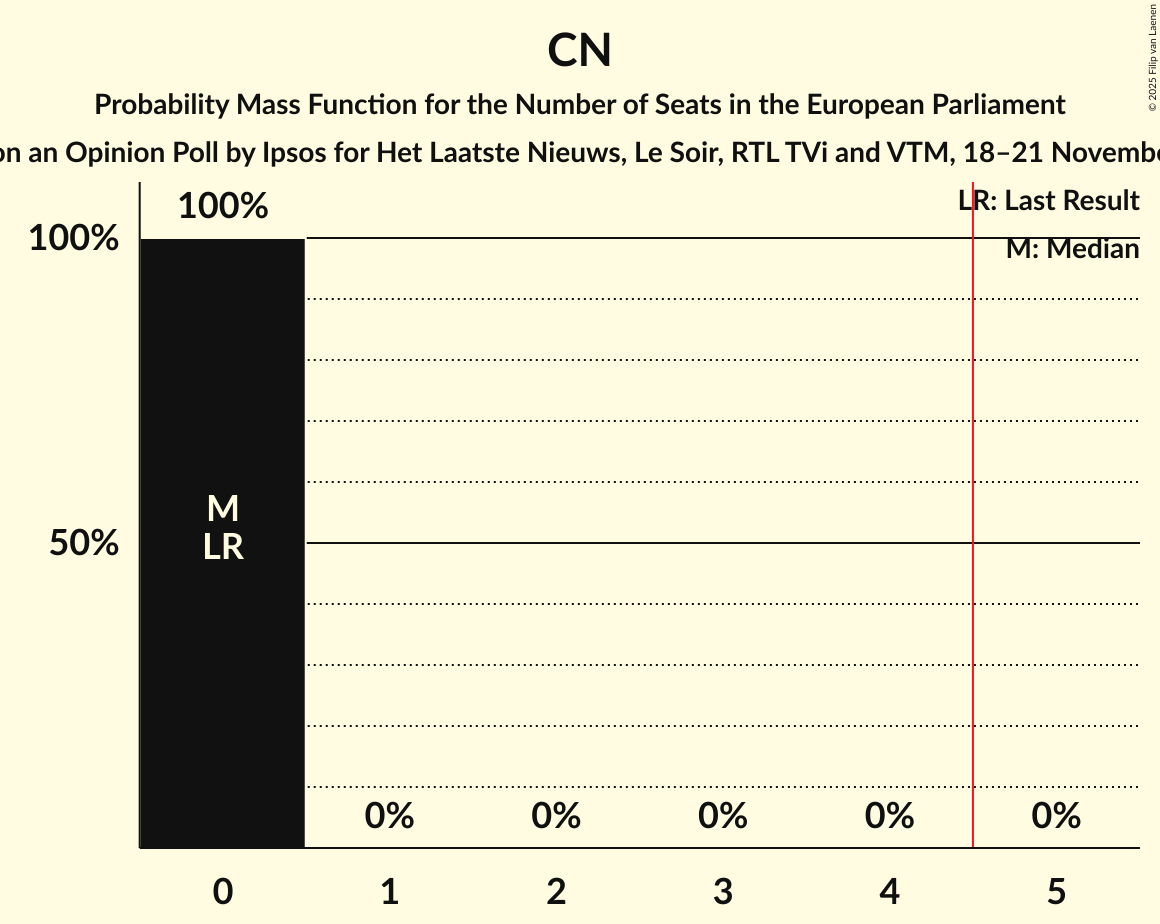 CN
Probability Mass Function for the Number of Seats in the European Parliament
an Opinion Poll by Ipsos for Het Laatste Nieuws, Le Soir, RTL TVi and VTM, 18–21
© 2025 Filip van Laenen
LR: Last Result
M: Median
100%
100%
50%
M
LR
0% 0% 0% 0% 0%
0 1 2 3 4 5